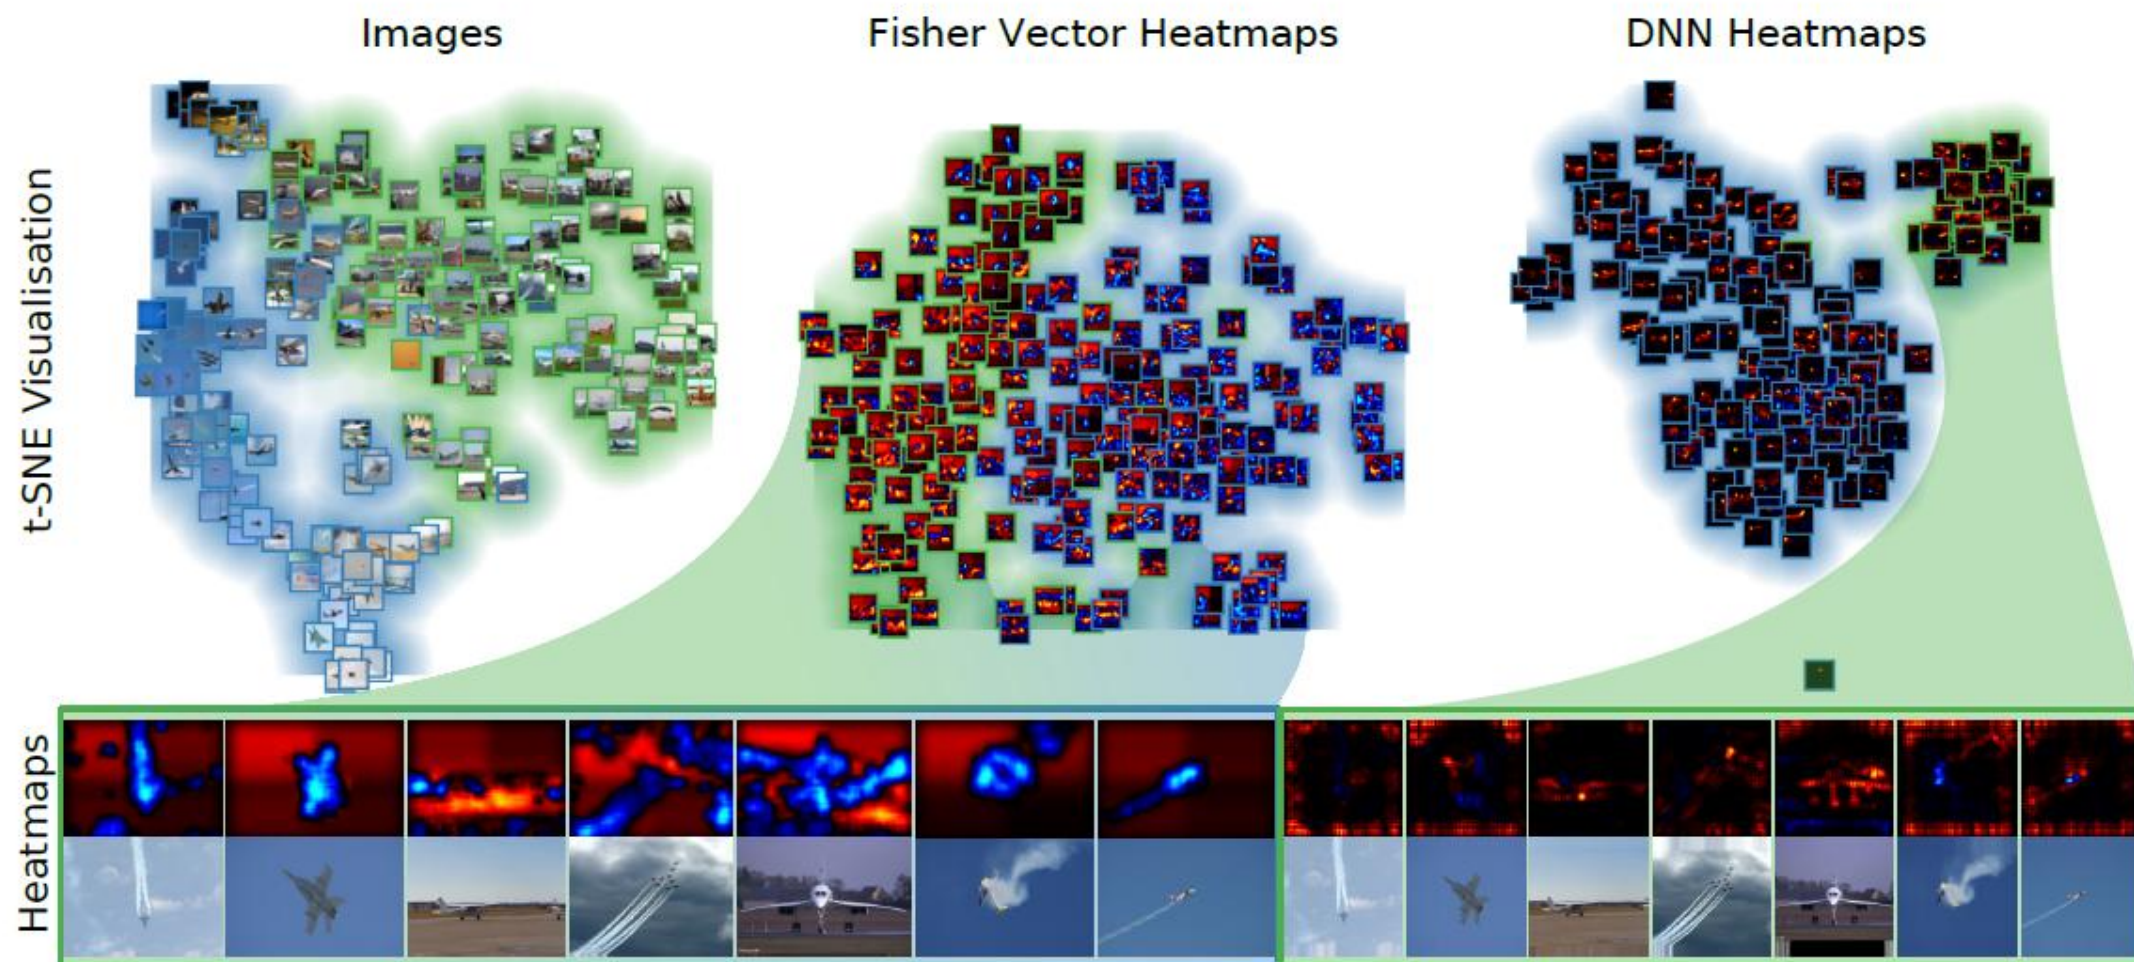 Images
Fisher Vector Heatmaps
DNN Heatmaps
t-SNE Visualisation
Heatmaps